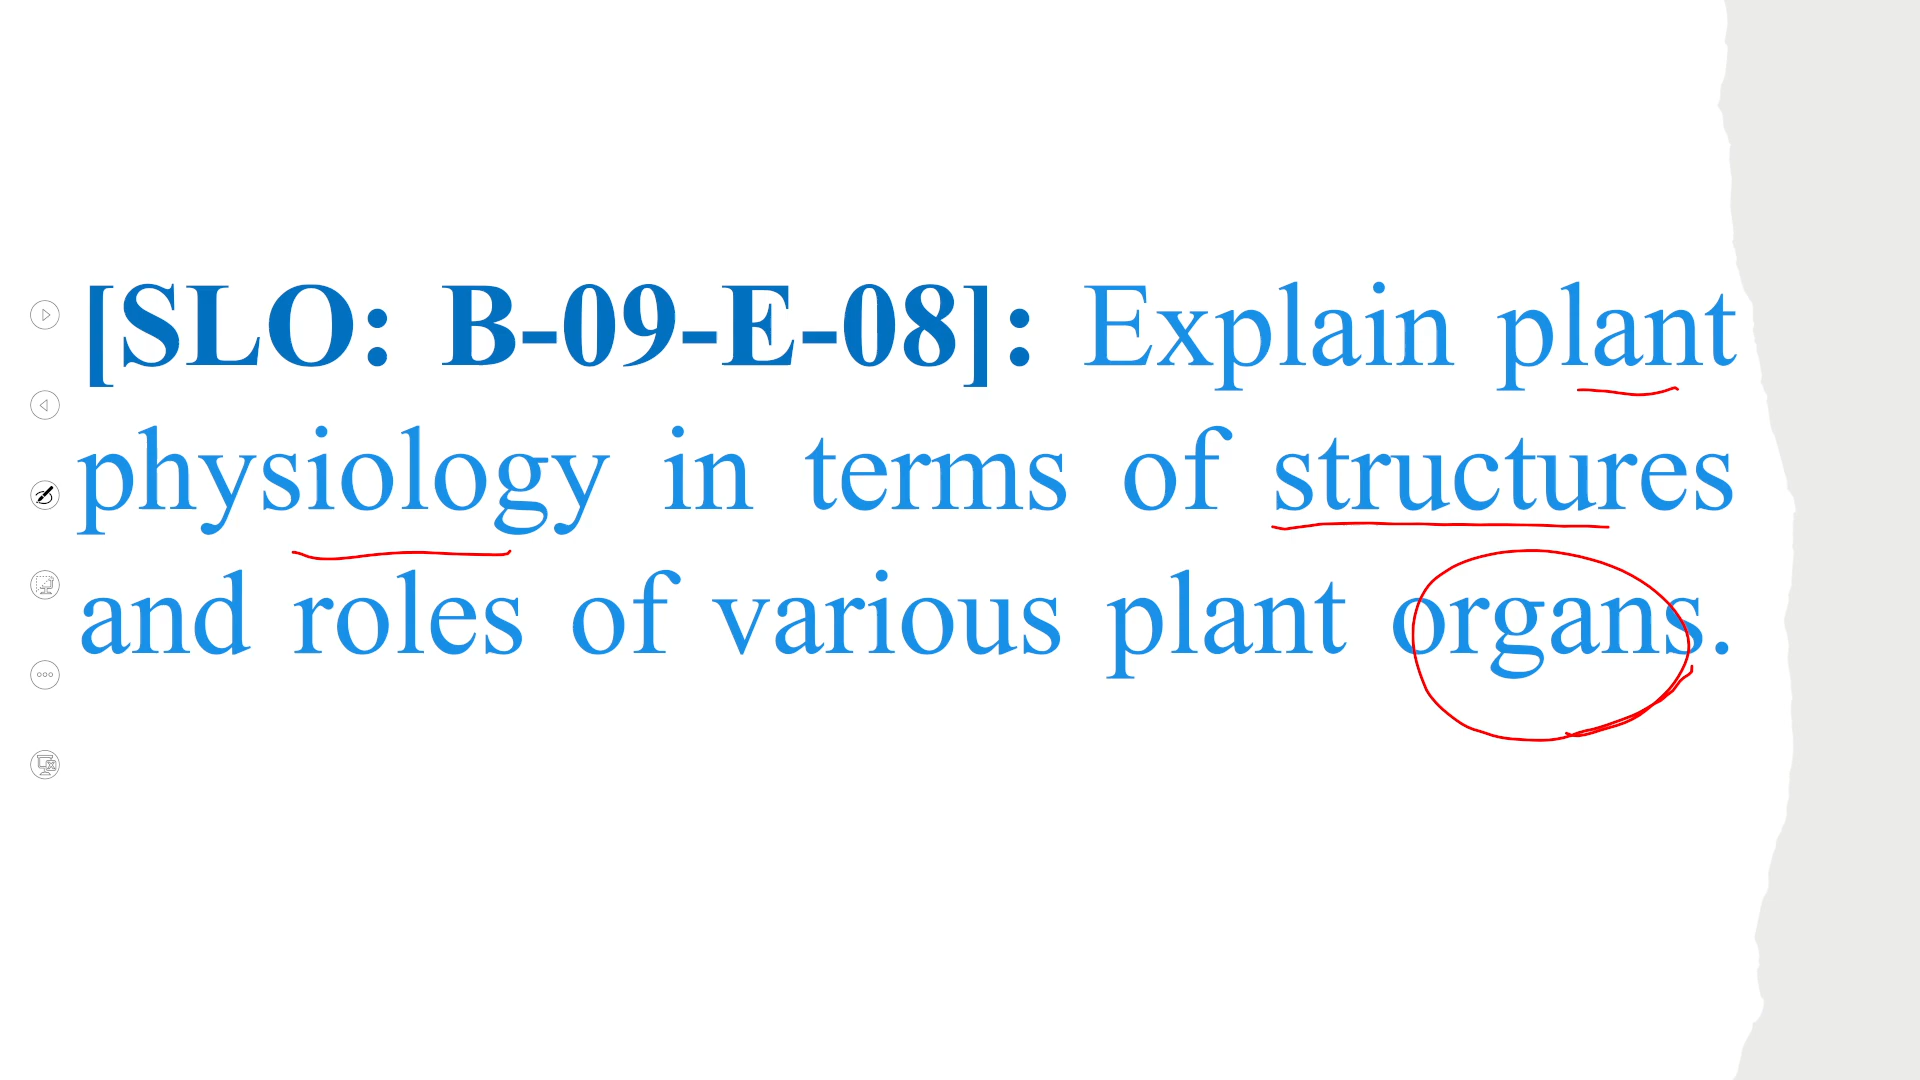 [SLO: B-09-E-08]: Explain plant
physiology in terms of structures
and roles of various plant organs.